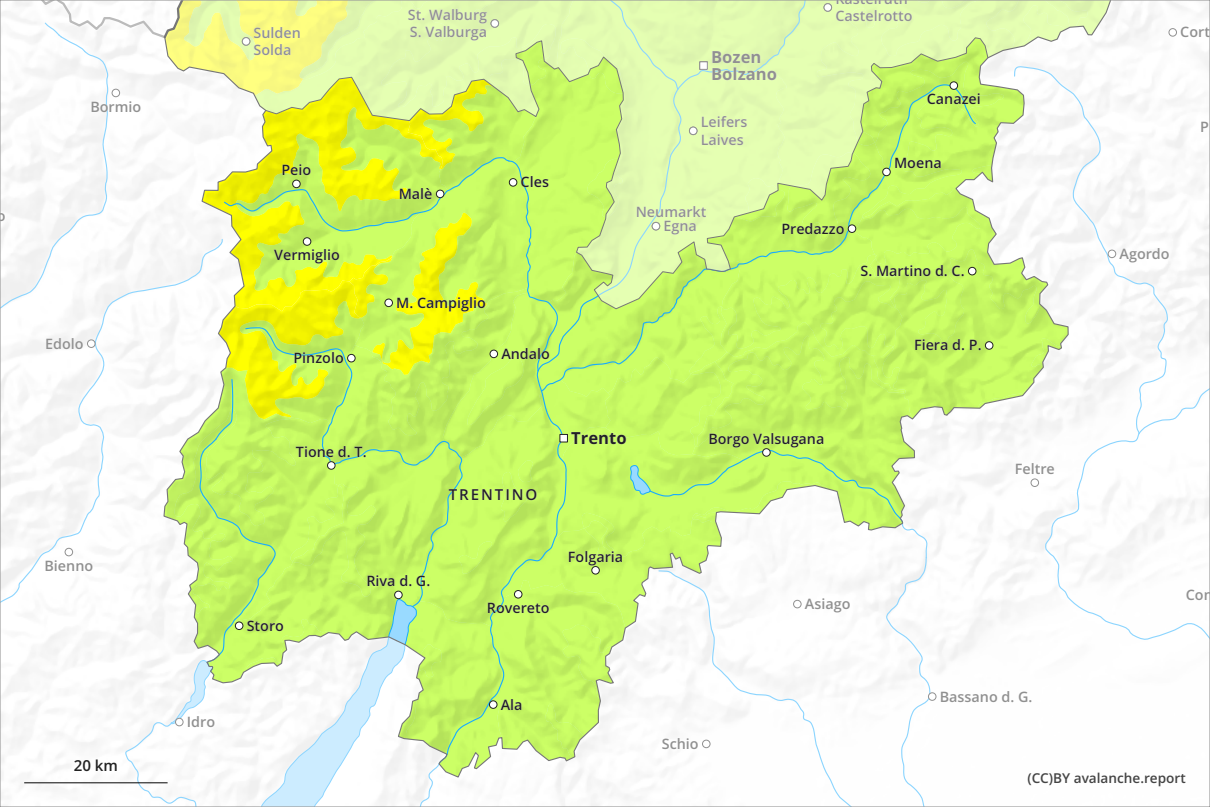 Kastelruth
Castelrotto
St. Walburg
S. Valburga
Sulden
Solda
Cort
Bozen
Bolzano
Bormio
Canazei
Leifers
Laives
P
Moena
Peio
Malè
Cles
Neumarkt
Egna
Predazzo
Vermiglio
Agordo
S. Martino d. C.
M. Campiglio
Edolo
Pinzolo
Andalo
Fiera d. P.
Trento
Borgo Valsugana
Tione d. T.
Feltre
TRENTINO
Bienno
Folgaria
Riva d. G.
Rovereto
Asiago
Cor
Storo
Bassano d. G.
Ala
Idro
Schio
20 km
(CC)BY avalanche.report